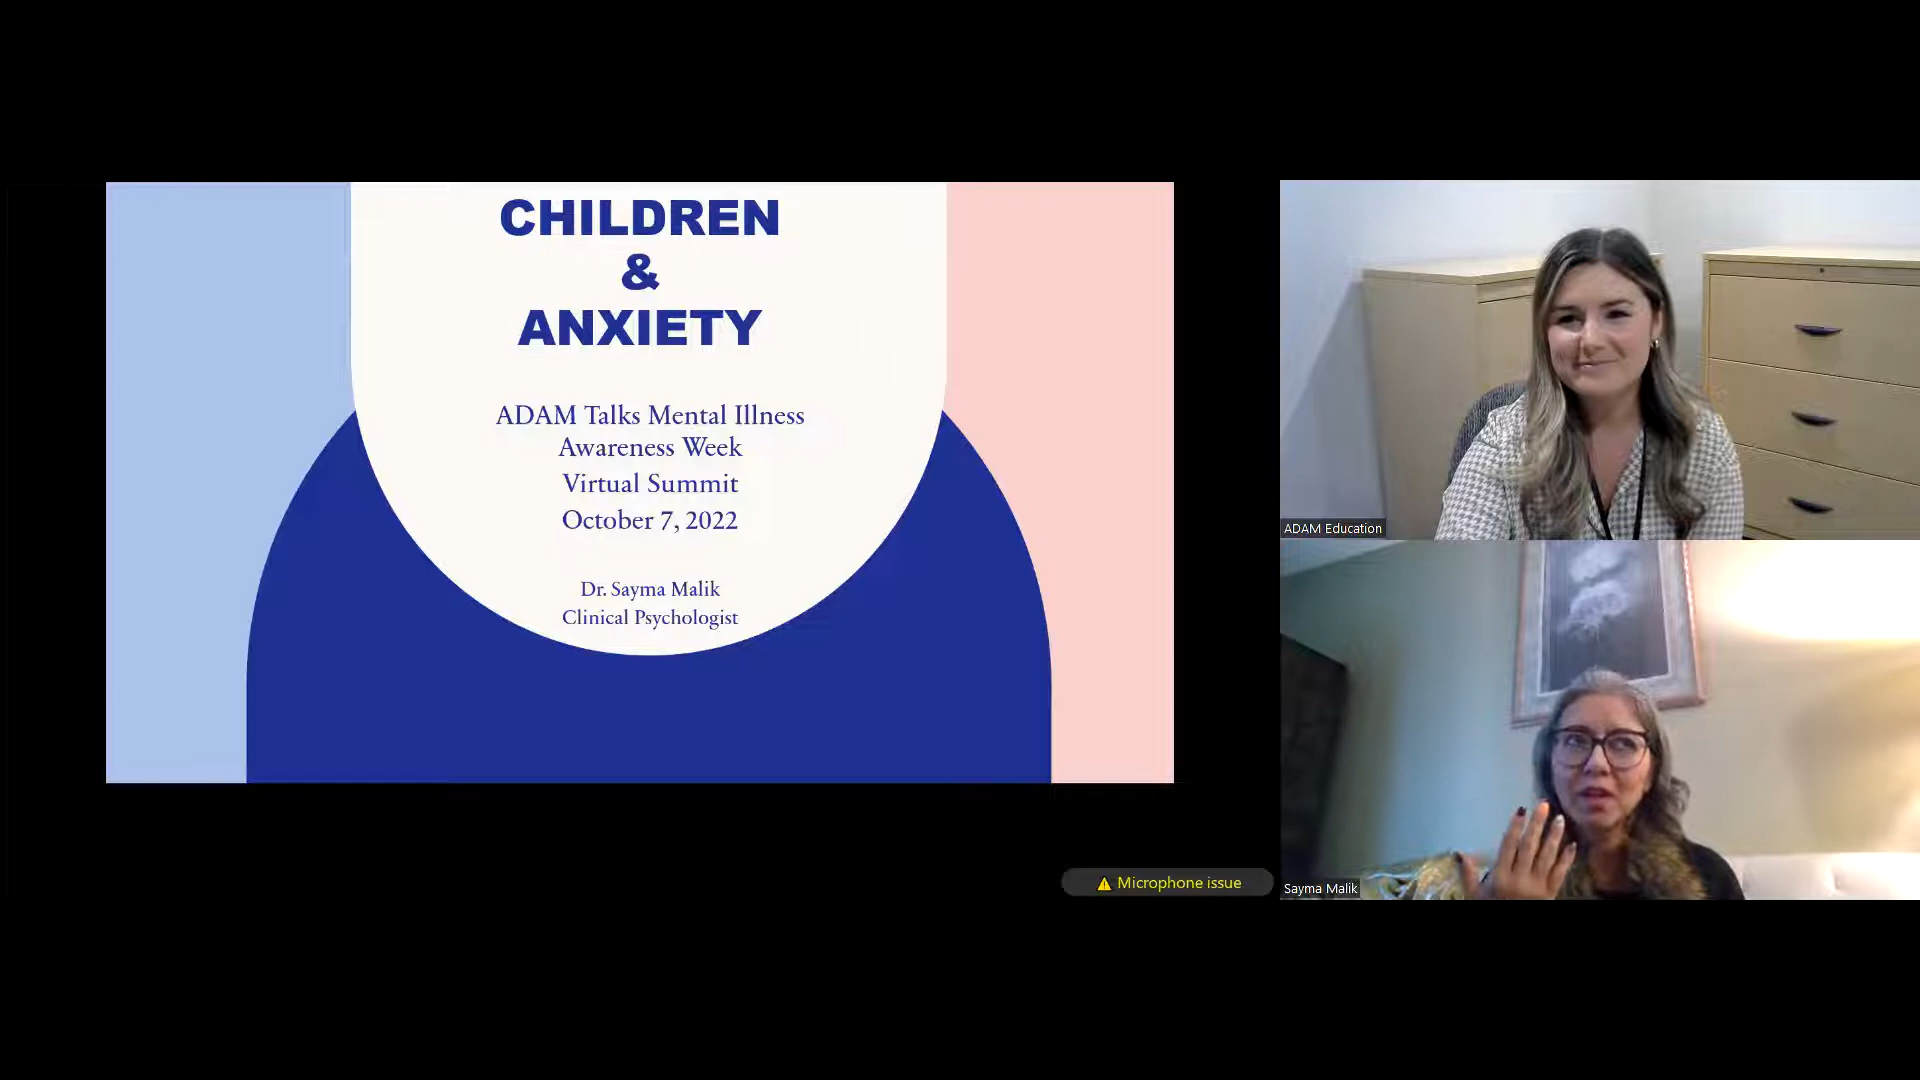 CHILDREN
&
ANXIETY
ADAM Talks Mental Illness
Awareness Week
Virtual Summit
October 7, 2022
Dr. Sayma Malik
Clinical Psychologist
ADAM Education
Microphone issue
Sayma Malik